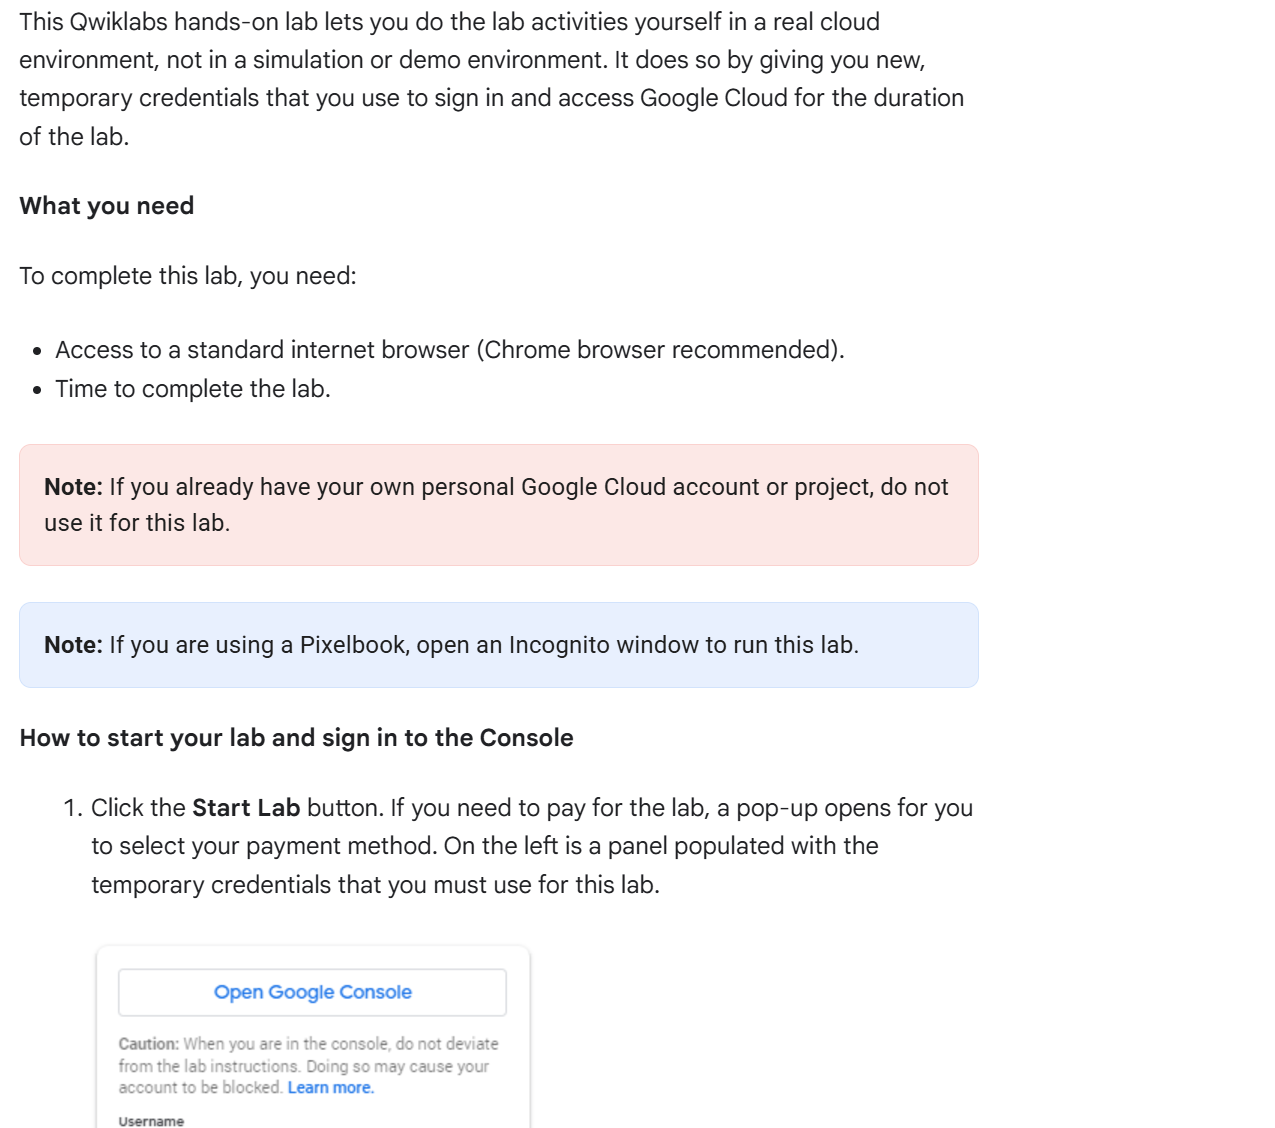 This Qwiklabs hands-on lab lets you do the lab activities yourself in a real cloud
environment, not in a simulation or demo environment. It does so by giving you new,
temporary credentials that you use to sign in and access Google Cloud for the duration
of the lab.
What you need
To complete this lab, you need:
• Access to a standard internet browser (Chrome browser recommended).
• Time to complete the lab.
Note: If you already have your own personal Google Cloud account or project, do not
use it for this lab.
Note: If you are using a Pixelbook, open an Incognito window to run this lab.
How to start your lab and sign in to the Console
1. Click the Start Lab button. If you need to pay for the lab, a pop-up opens for you
to select your payment method. On the left is a panel populated with the
temporary credentials that you must use for this lab.
Open Google Console
Caution: When you are in the console, do not deviate
from the lab instructions. Doing so may cause your
account to be blocked. Learn more.
Username